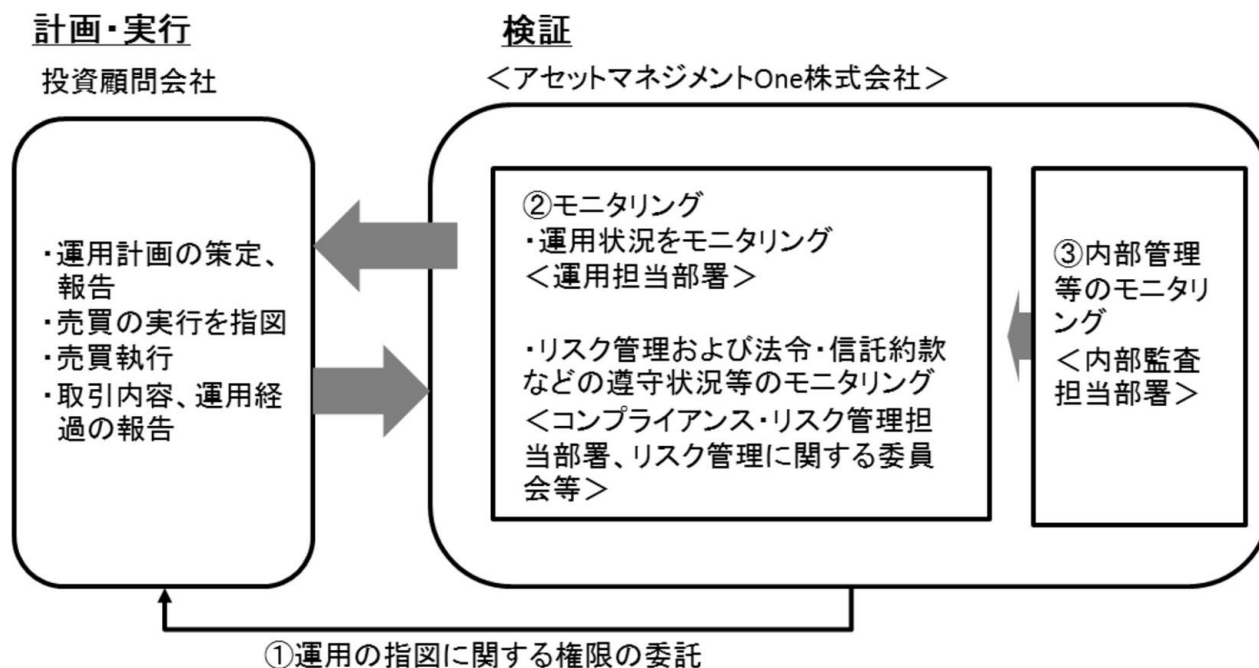 計画・実行
投資顧問会社
・運用計画の策定、
報告
・売買の実行を指図
・売買執行
・取引内容、運用経
過の報告
検証
＜アセットマネジメントOne株式会社＞
②モニタリング
・運用状況をモニタリング
＜運用担当部署＞
・リスク管理および法令・信託約款
などの遵守状況等のモニタリング
＜コンプライアンス・リスク管理担
当部署、リスク管理に関する委員
会等＞
③内部管理
等のモニタリ
ング
＜内部監査
担当部署＞
①運用の指図に関する権限の委託